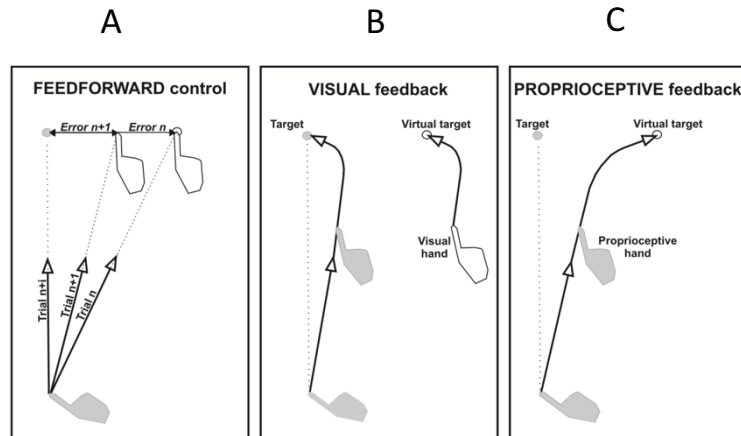 A
B
C
FEEDFORWARD control
Error n+1
Error n
Trial n+i
Trial n+1
Trial n
VISUAL feedback
Target
Virtual target
Visual
hand
PROPRIOCEPTIVE feedback
Target
Virtual target
Proprioceptive
hand